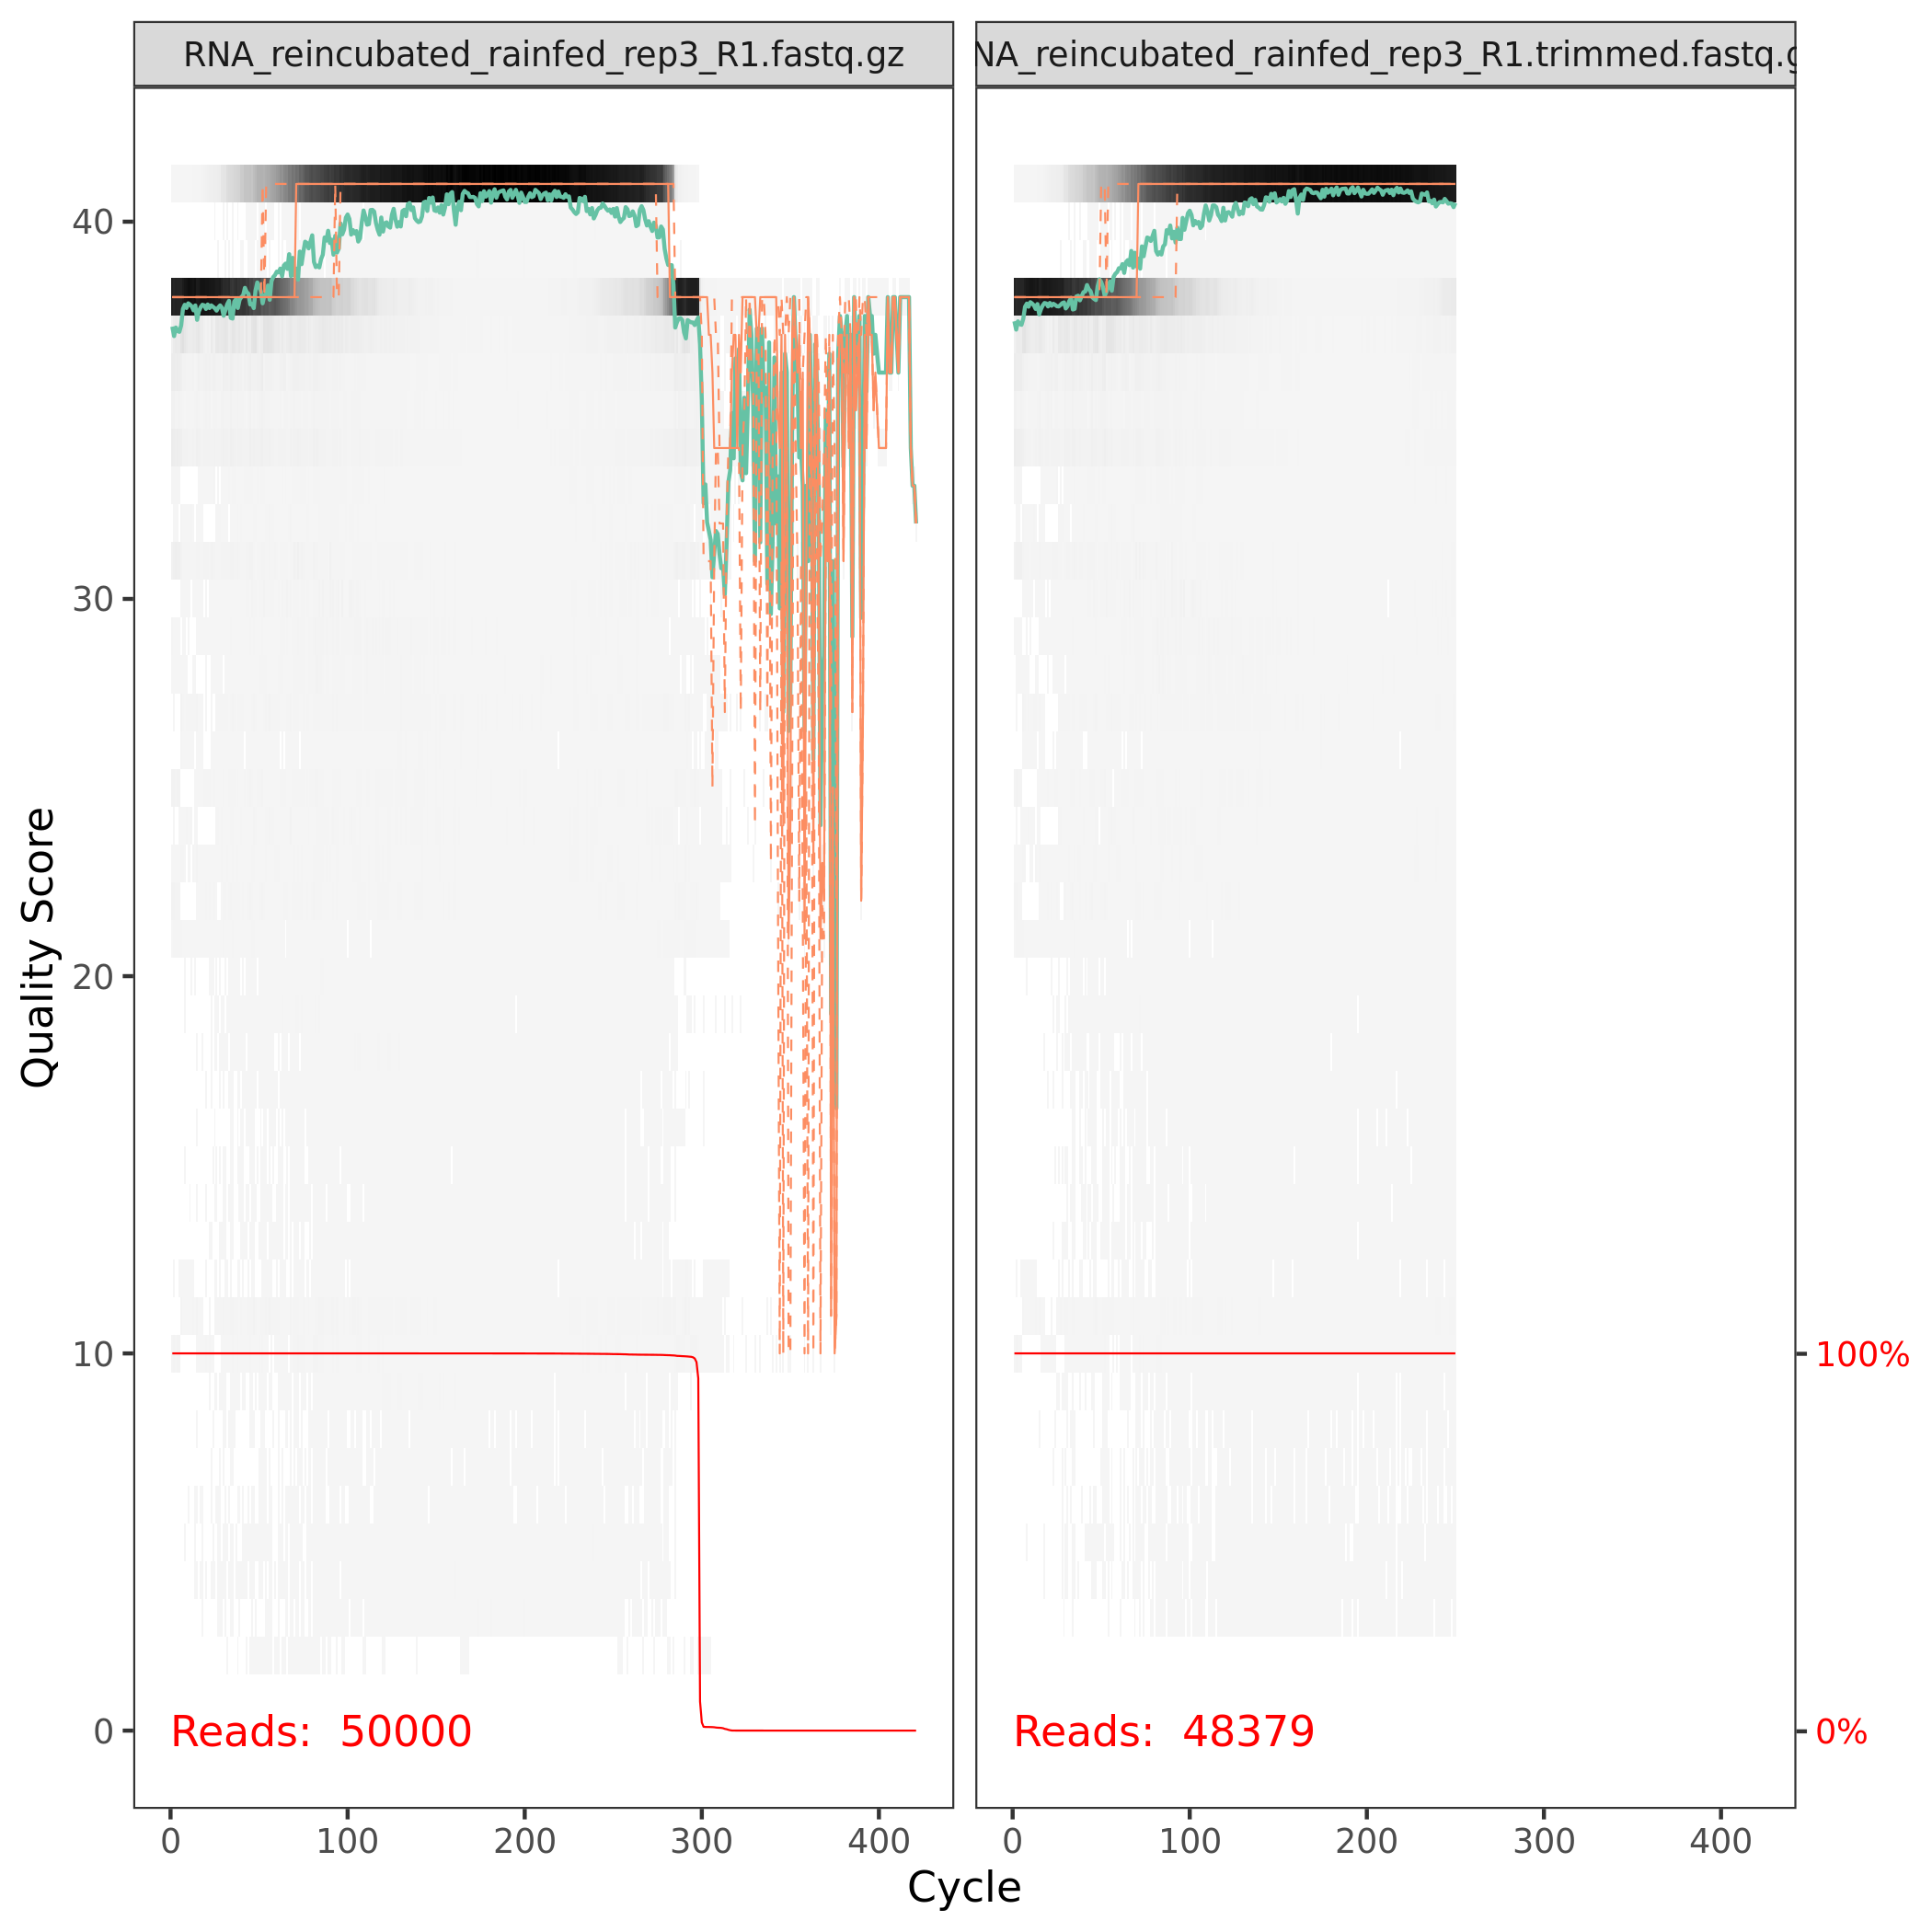 RNA_reincubated_rainfed_rep3_R1.fastq.gz
NA_reincubated_rainfed_rep3_R1.trimmed.fastq.g
Quality Score
40
30
20
10
0
100%
0%
Reads: 50000
Reads: 48379
0 100 200 300 400
0 100 200 300 400
Cycle